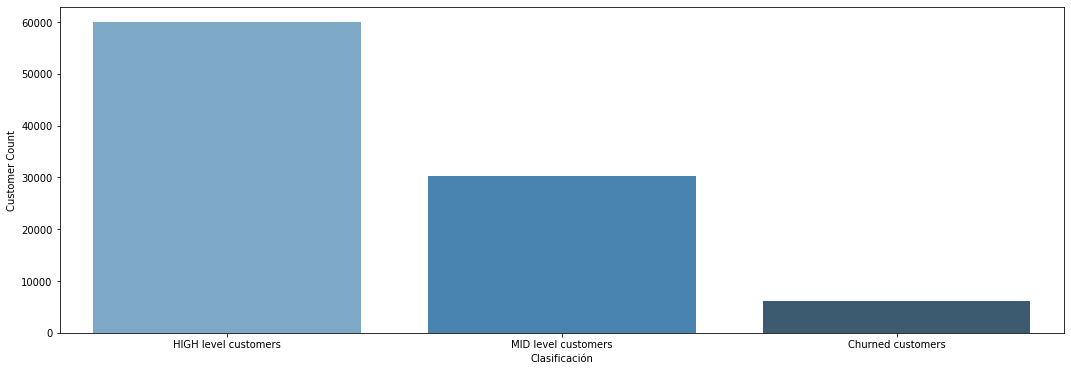 60000
50000
40000
30000
20000
10000
0
Customer Count
HIGH level customers
MID level customers
Churned customers
Clasificación